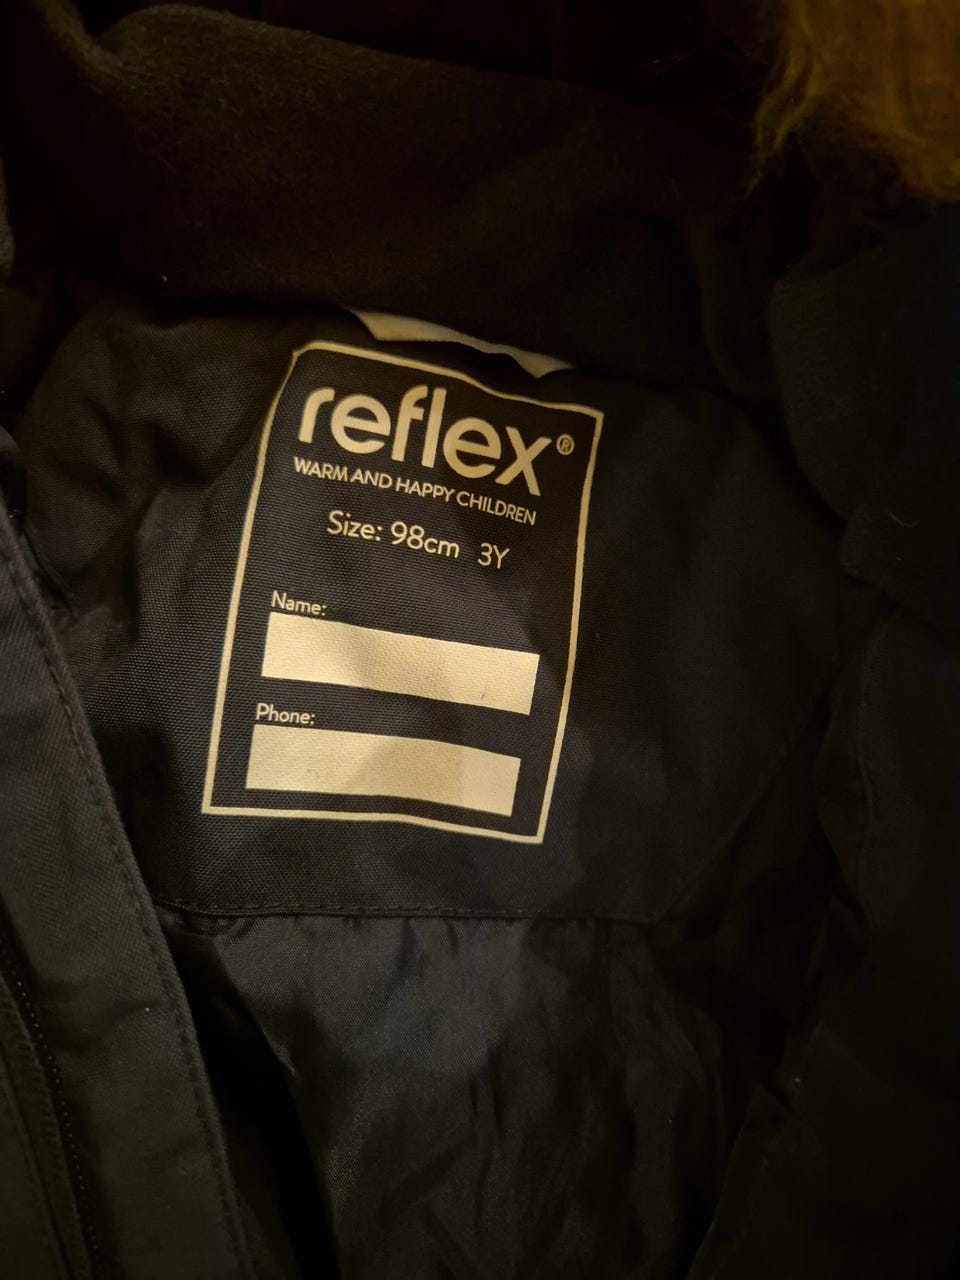 reflex®
WARM AND HAPPY CHILDREN
Size: 98cm 3Y
Name:
Phone: